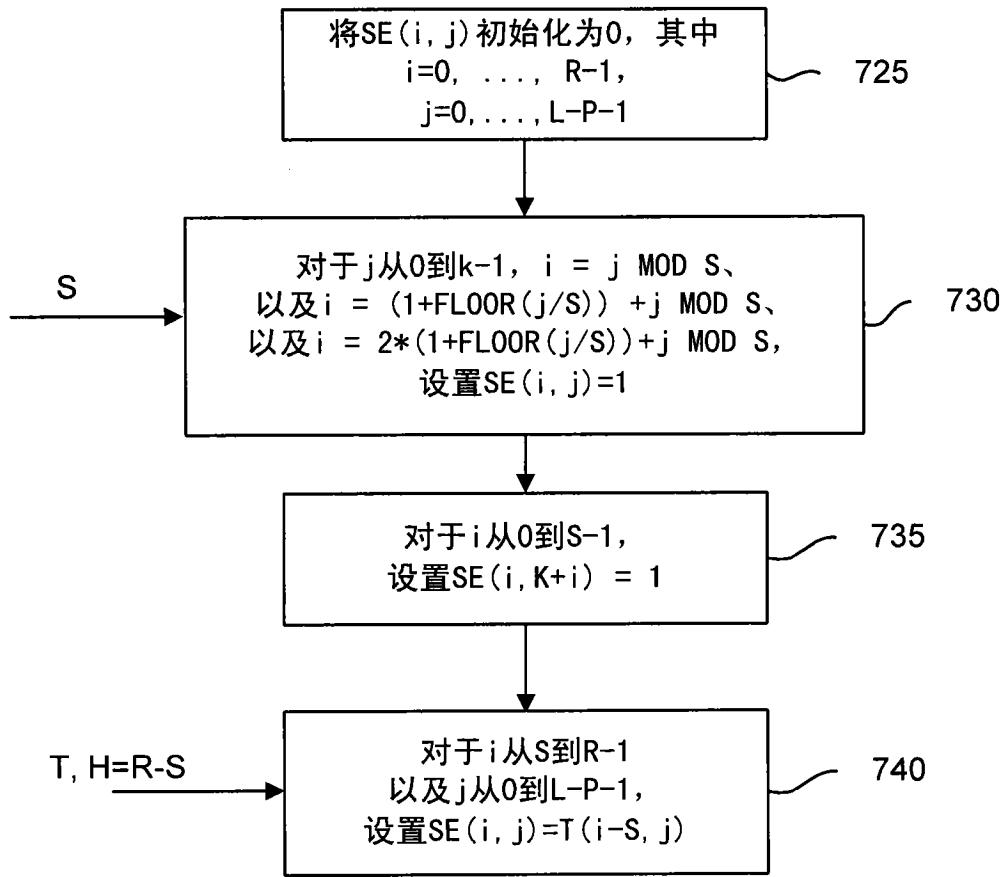 将SE(i,j)初始化为0, 其中
i=0, ..., R-1,
j=0,...,L-P-1
725
S
对于j从0到k-1, i = j MOD S、
以及i = (1+FLOOR(j/S)) +j MOD S、
以及i = 2*(1+FLOOR(j/S))+j MOD S,
设置SE(i,j)=1
730
对于i从0到S-1,
设置SE(i,K+i) = 1
735
T, H=R-S
对于i从S到R-1
以及j从0到L-P-1,
设置SE(i,j)=T(i-S,j)
740